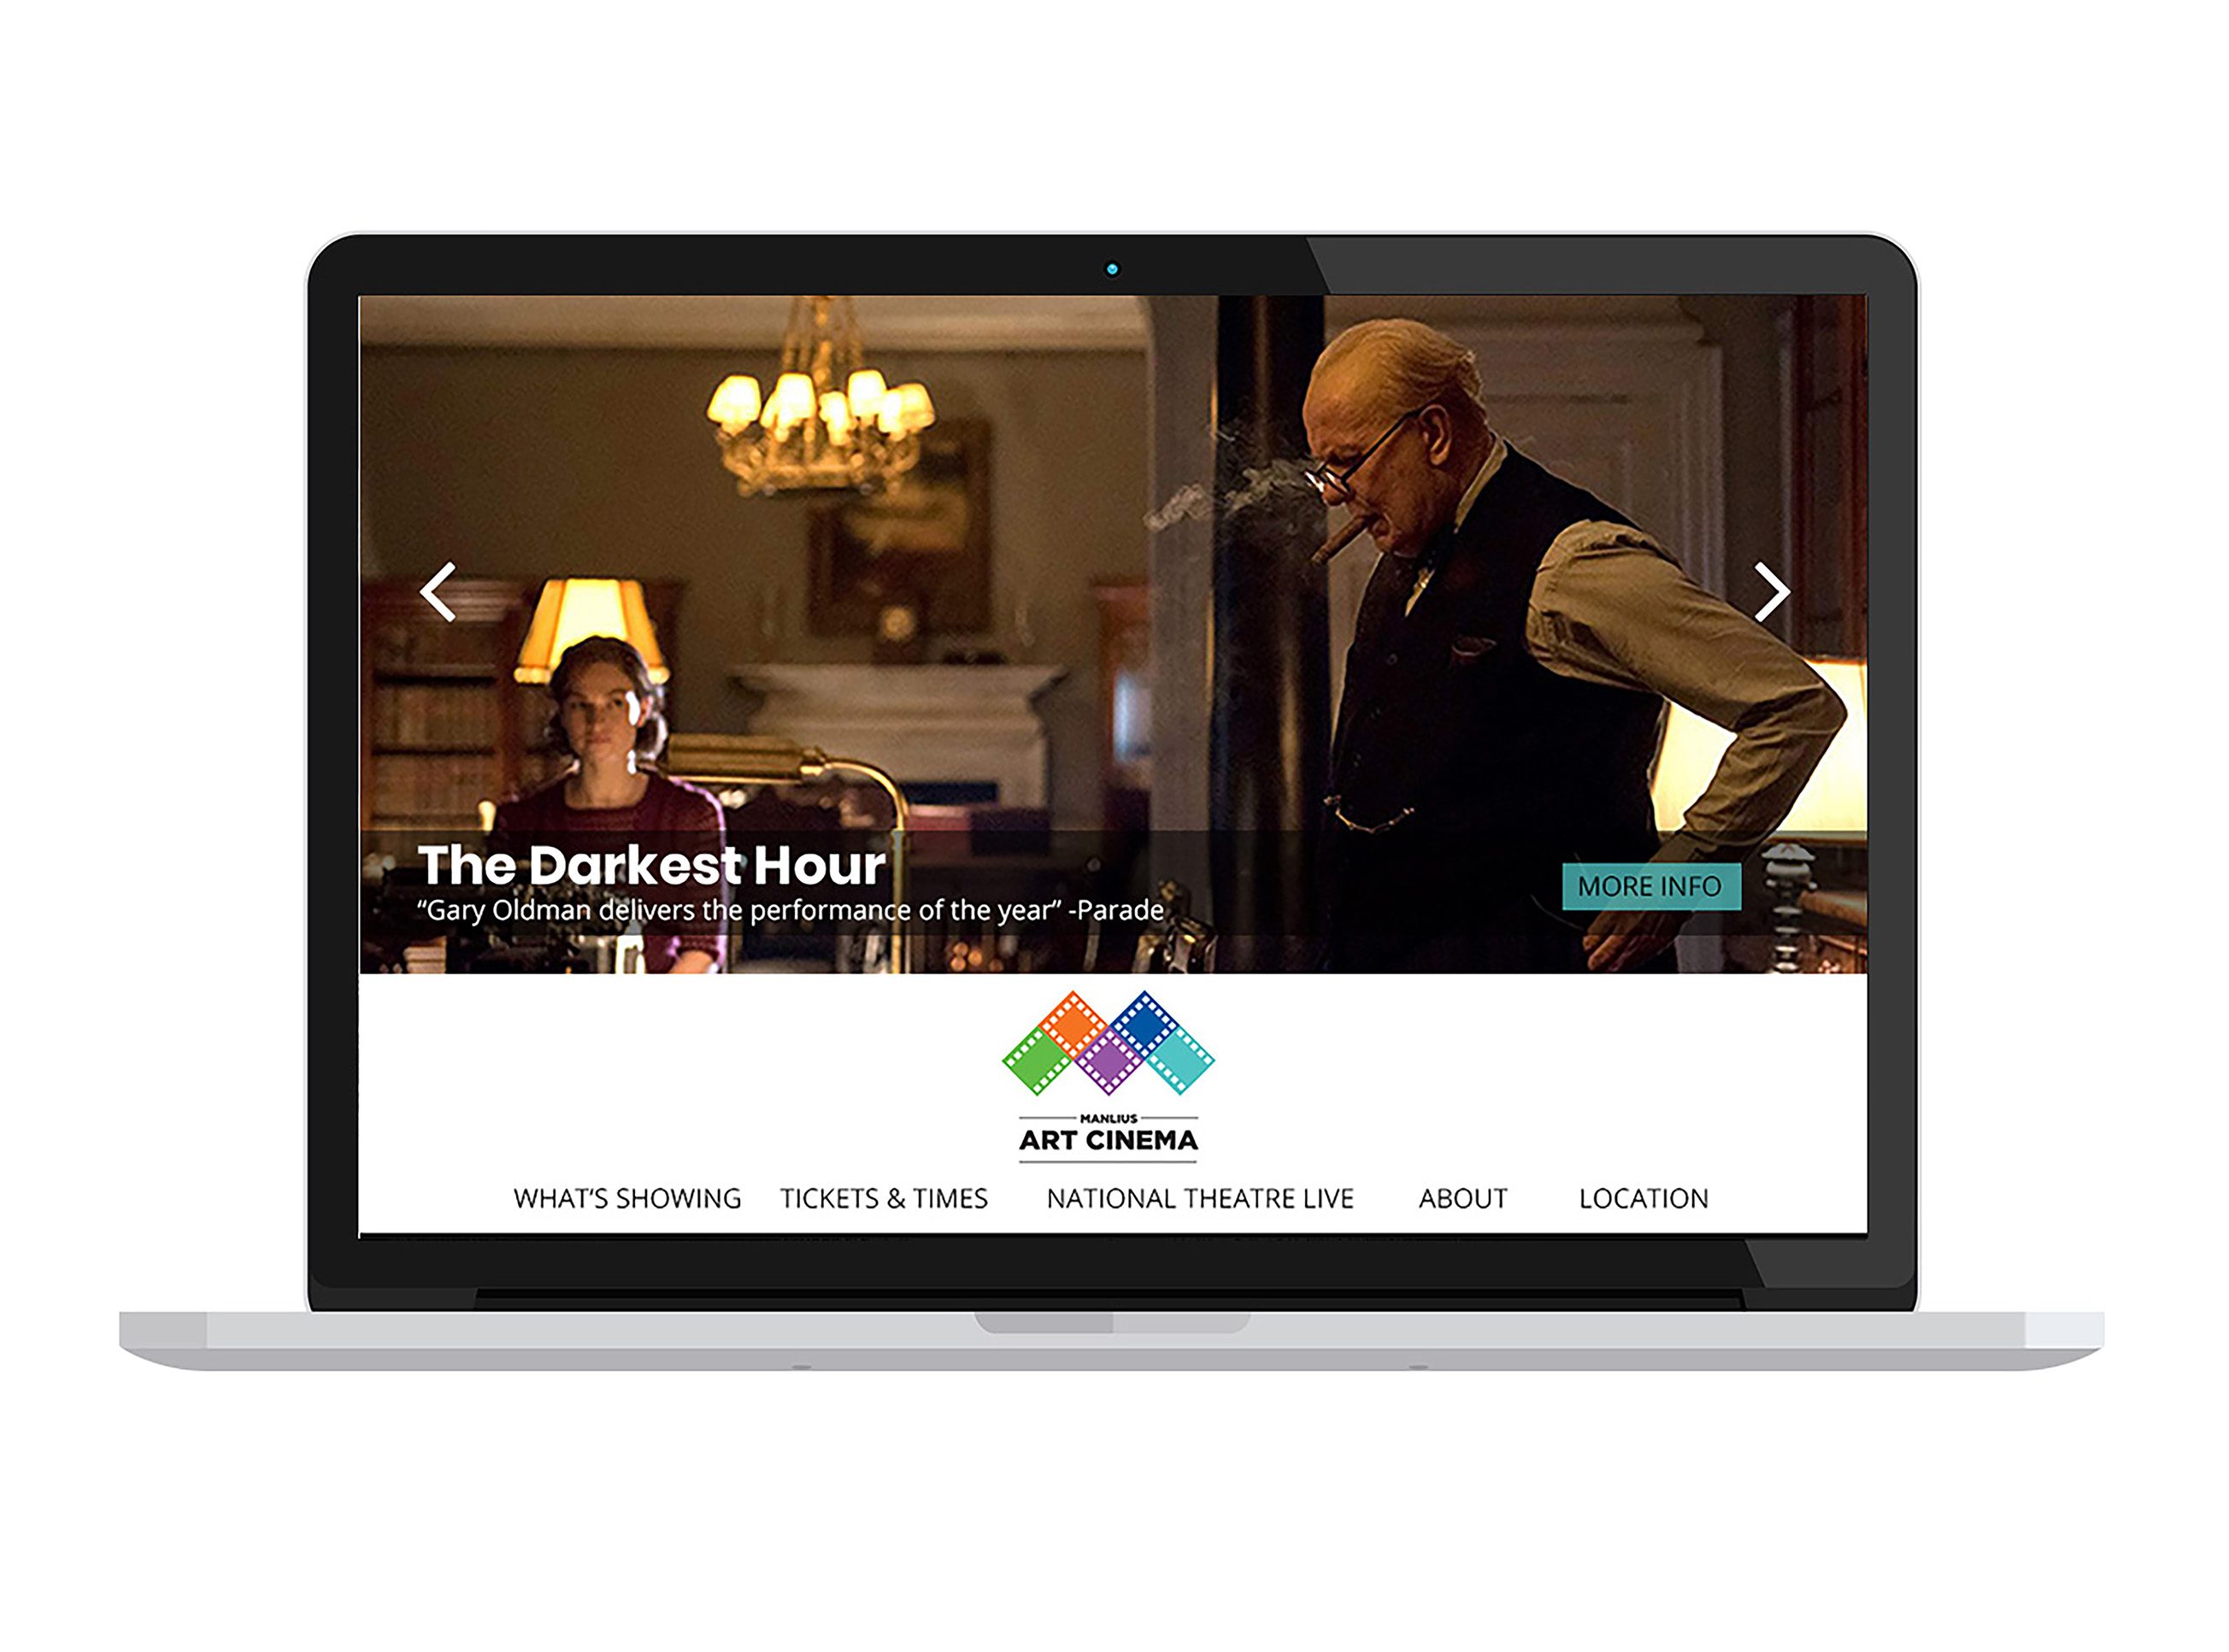 The Darkest Hour
“Gary Oldman delivers the performance of the year” -Parade
MORE INFO
MANLIUS
ART CINEMA
WHAT'S SHOWING TICKETS & TIMES NATIONAL THEATRE LIVE ABOUT LOCATION